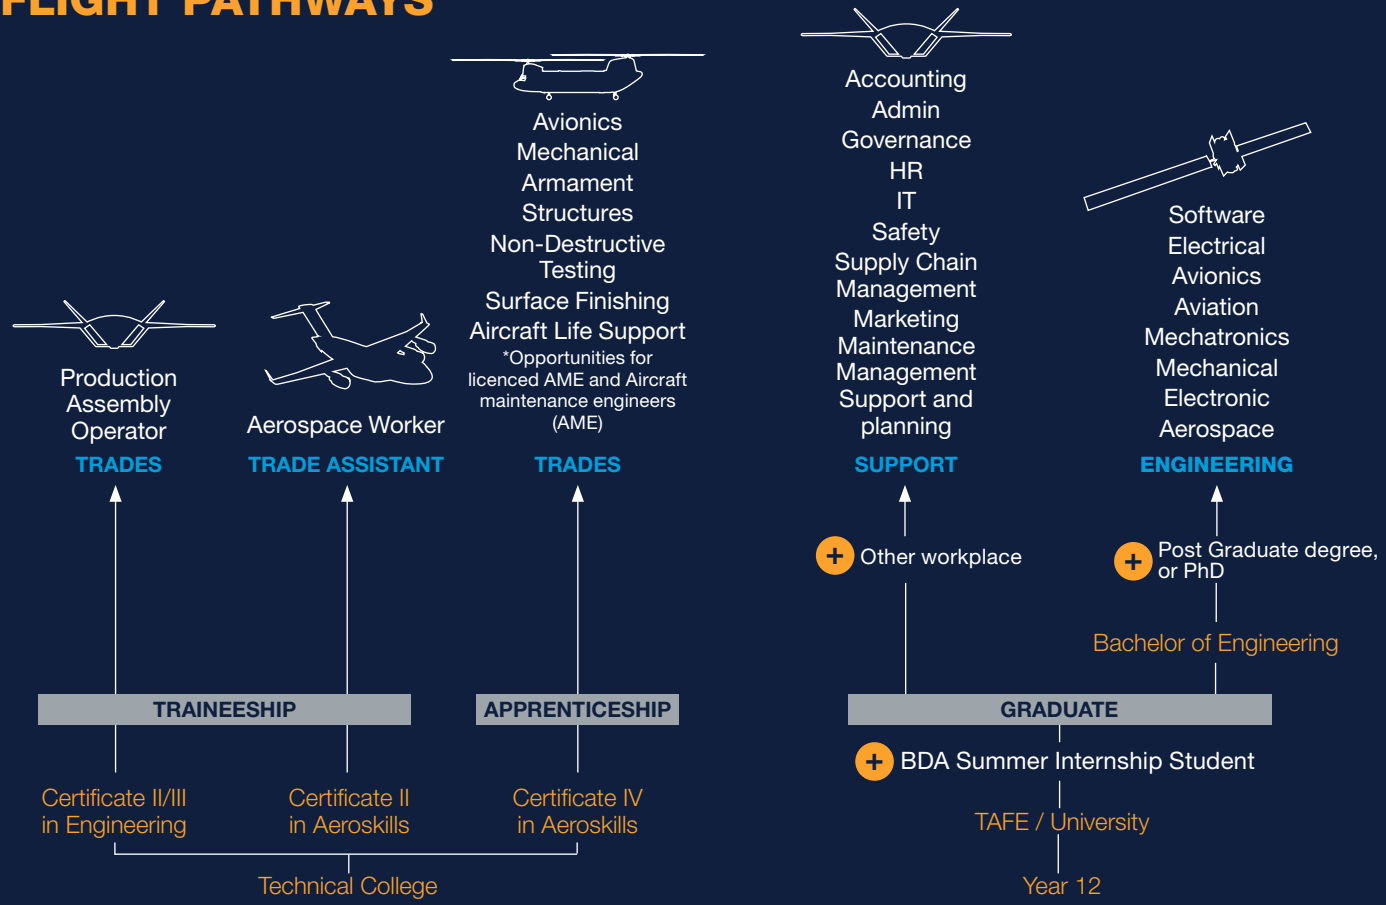 FLIGHT PATHWAYS
Production
Assembly
Operator
TRADES
Aerospace Worker
TRADE ASSISTANT
Avionics
Mechanical
Armament
Structures
Non-Destructive
Testing
Surface Finishing
Aircraft Life Support
*Opportunities for
licenced AME and Aircraft
maintenance engineers
(AME)
TRADES
Accounting
Admin
Governance
HR
IT
Safety
Supply Chain
Management
Marketing
Maintenance
Management
Support and
planning
SUPPORT
+ Other workplace
Software
Electrical
Avionics
Aviation
Mechatronics
Mechanical
Electronic
Aerospace
ENGINEERING
+ Post Graduate degree,
or PhD
Bachelor of Engineering
TRAINEESHIP
APPRENTICESHIP
GRADUATE
+ BDA Summer Internship Student
Certificate II/III
in Engineering
Certificate II
in Aeroskills
Certificate IV
in Aeroskills
TAFE / University
Technical College
Year 12